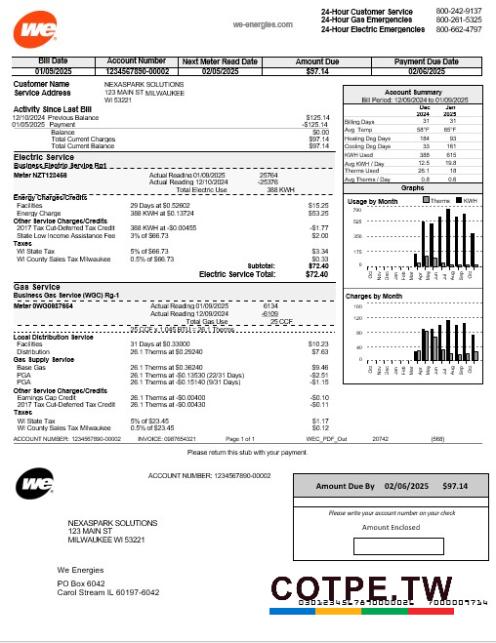 we
we-energies.com
24-Hour Customer Service 800-242-9137
24-Hour Gas Emergencies 800-261-5325
24-Hour Electric Emergencies 800-662-4797
Bill Date Account Number Next Meter Read Date Amount Due Payment Due Date
01/09/2025 1234567890-00002 02/05/2025 $97.14 02/06/2025
Customer Name NEXASPARK SOLUTIONS
Service Address 123 MAIN ST MILWAUKEE
WI 53221
Activity Since Last Bill
12/10/2024 Previous Balance $125.14
01/05/2025 Payment -$125.14
Balance $0.00
Total Current Charges $97.14
Total Current Balance $97.14
Electric Service
Business Electric Service Rg1
Meter NZT123456 Actual Reading 01/09/2025 25764
Actual Reading 12/10/2024 -25376
Total Electric Use 388 KWH
Energy Charges/Credits
Facilities 29 Days at $0.52602 $15.25
Energy Charge 388 KWH at $0.13724 $53.25
Other Service Charges/Credits
2017 Tax Cut-Deferred Tax Credit 388 KWH at -$0.00455 -$1.77
State Low Income Assistance Fee 3% of $66.73 $2.00
Taxes
WI State Tax 5% of $66.73 $3.34
WI County Sales Tax Milwaukee 0.5% of $66.73 $0.33
Subtotal: $72.40
Electric Service Total: $72.40
Gas Service
Business Gas Service (WGC) Rg-1
Actual Reading 01/09/2025 6134
Actual Reading 12/09/2024 -6109
Total Gas Use 25 CCF
Local Distribution Service
Facilities 31 Days at $0.33000 $10.23
Distribution 26.1 Therms at $0.29240 $7.63
Gas Supply Service
Base Gas 26.1 Therms at $0.36240 $9.46
PGA 26.1 Therms at -$0.13530 (22/31 Days) -$2.51
PGA 26.1 Therms at -$0.15140 (9/31 Days) -$1.15
Other Service Charges/Credits
Earnings Cap Credit 26.1 Therms at -$0.00400 -$0.10
2017 Tax Cut-Deferred Tax Credit 26.1 Therms at -$0.00430 -$0.11
Taxes
WI State Tax 5% of $23.45 $1.17
WI County Sales Tax Milwaukee 0.5% of $23.45 $0.12
Account Summary
Bill Period: 12/09/2024 to 01/09/2025
Dec Jan
2024 2025
Billing Days 31 31
Avg. Temp 58°F 65°F
Heating Deg Days 184 93
Cooling Deg Days 33 161
KWH Used 388 615
Avg KWH / Day 12.5 19.8
Therms Used 26.1 18
Avg Therms / Day 0.8 0.6
Graphs
Usage by Month Therms KWH
525
350
175
0
Oct Nov Dec Jan Feb Mar Apr May Jun Jul Aug Sep Oct
Charges by Month
160
120
80
40
0
Oct Nov Dec Jan Feb Mar Apr May Jun Jul Aug Sep Oct
ACCOUNT NUMBER: 1234567890-00002 INVOICE: 0987654321 Page 1 of 1 WEC_PDF_Out 20742 (568)
Please return this stub with your payment.
we
ACCOUNT NUMBER: 1234567890-00002
Amount Due By 02/06/2025 $97.14
Please write your account number on your check
Amount Enclosed
NEXASPARK SOLUTIONS
123 MAIN ST
MILWAUKEE WI 53221
We Energies
PO Box 6042
Carol Stream IL 60197-6042
COTPE.TW